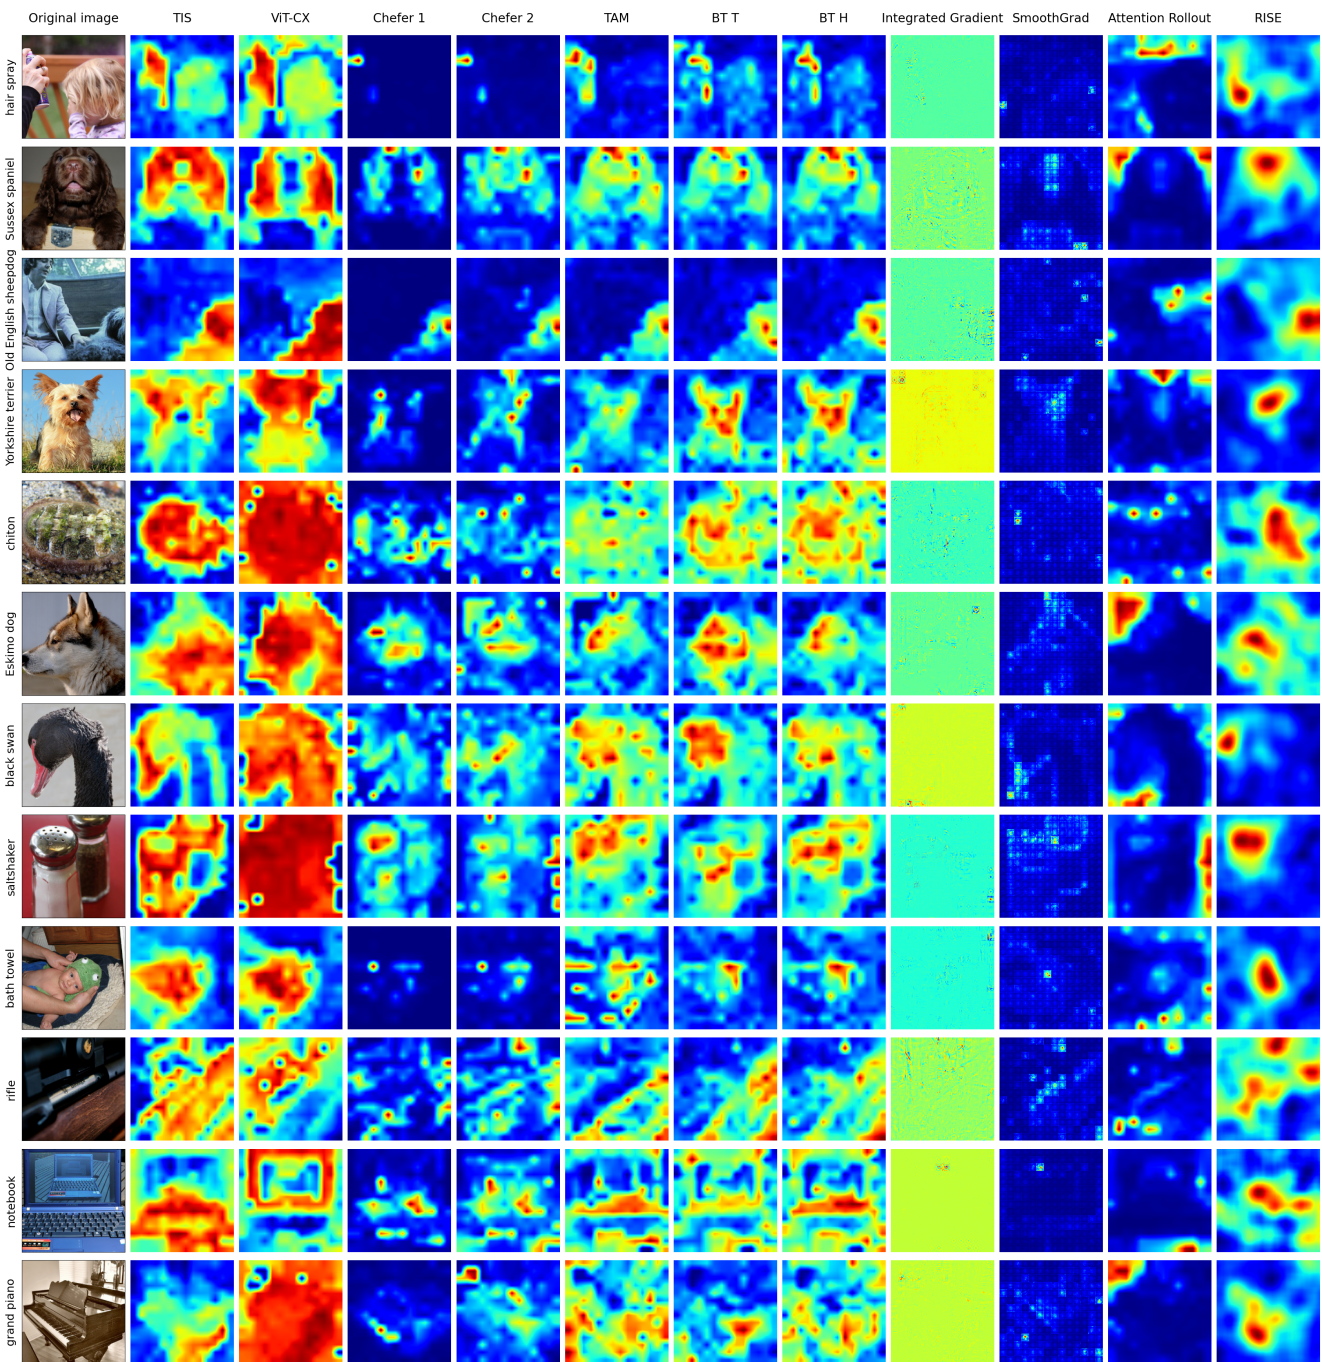 Original image TIS ViT-CX Chefer 1 Chefer 2 TAM BT T BT H Integrated Gradient SmoothGrad Attention Rollout RISE
hair spray
Sussex spaniel
Old English sheepdog
Yorkshire terrier
chiton
Eskimo dog
black swan
saltshaker
bath towel
rifle
notebook
grand piano